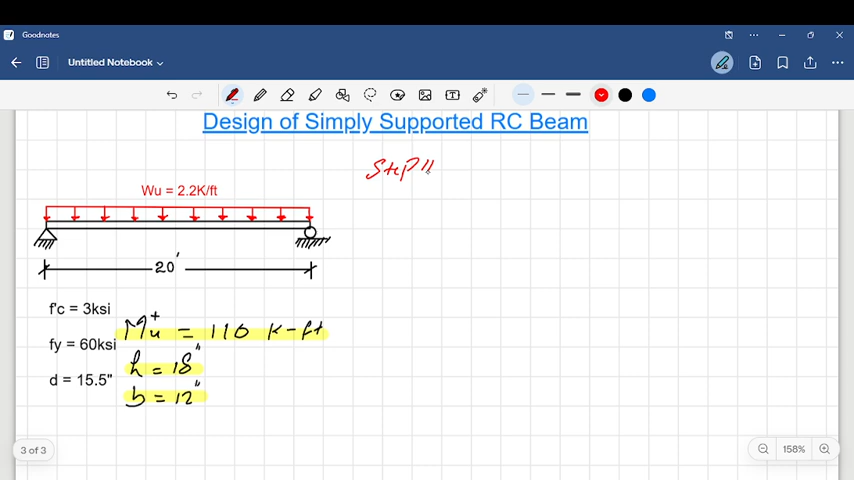 Goodnotes
Untitled Notebook
Design of Simply Supported RC Beam
Step 11
Wu = 2.2K/ft
20'
f'c = 3ksi
Mu+ = 110 K-ft
fy = 60ksi
h = 18"
d = 15.5"
b = 12"
3 of 3
158%